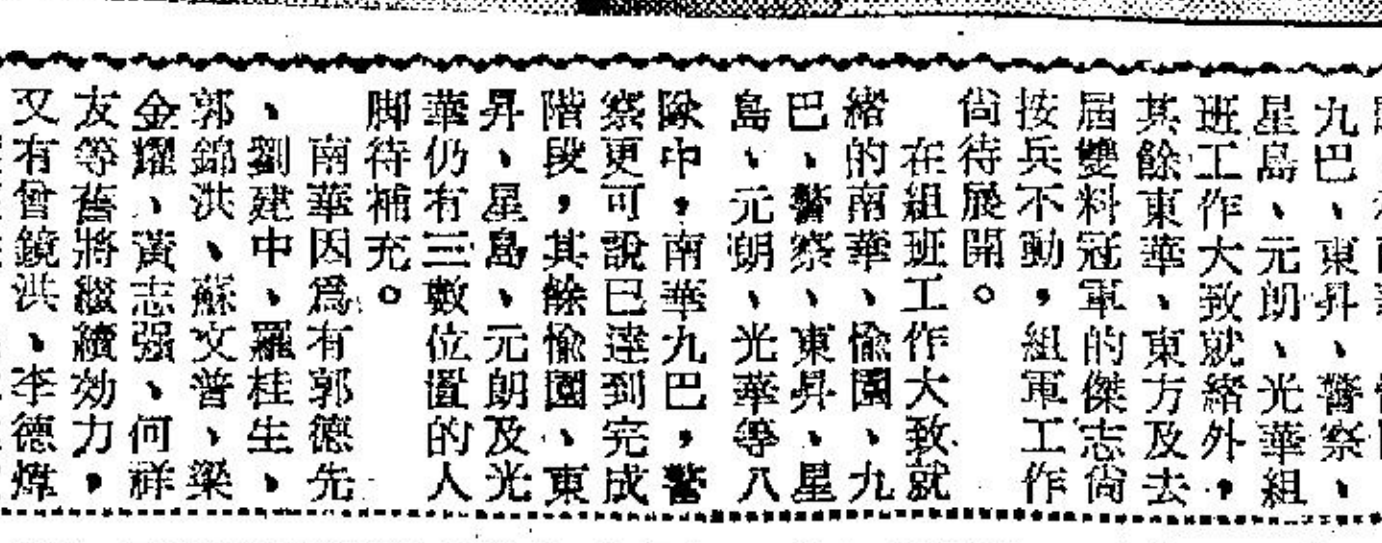 九巴、東昇、警察、
星島、元朗、光華組
班工作大致就緒外，
其餘東華、東方及去
屆雙料冠軍的傑志尙
按兵不動，組軍工作
尙待展開。
在組班工作大致就
緒的南華、愉園、九
巴、警察、東昇、星
島、元朗、光華等八
隊中，南華九巴，警
察更可說已達到完成
階段，其餘愉園、東
昇、星島、元朗及光
華仍有三數位置的人
脚待補充。
南華因爲有郭德先
、劉建中、羅桂生、
郭錦洪、蘇文普、梁
金耀、黃志强、何祥
友等舊將繼續効力，
又有曾鏡洪、李德煇